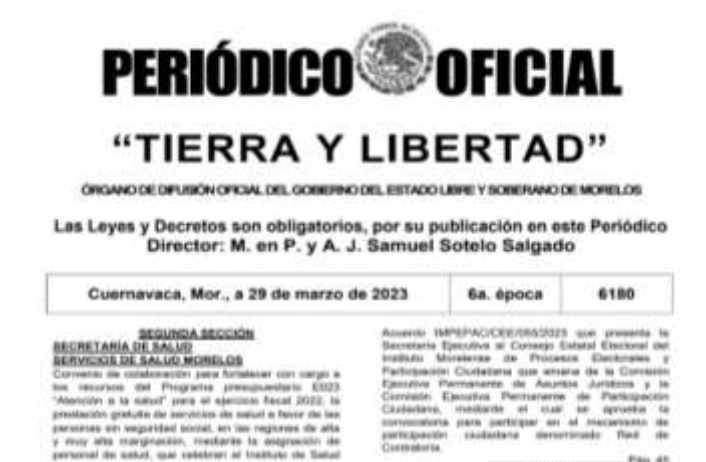 PERIÓDICO OFICIAL
“TIERRA Y LIBERTAD”
ÓRGANO DE DIFUSIÓN OFICIAL DEL GOBIERNO DEL ESTADO LIBRE Y SOBERANO DE MORELOS
Las Leyes y Decretos son obligatorios, por su publicación en este Periódico
Director: M. en P. y A. J. Samuel Sotelo Salgado
Cuernavaca, Mor., a 29 de marzo de 2023
6a. época
6180
SEGUNDA SECCIÓN
SECRETARÍA DE SALUD
SERVICIOS DE SALUD MORELOS
Convenio de colaboración para fortalecer con cargo a
los recursos del Programa presupuestario E023
“Atención a la salud” para el ejercicio fiscal 2022, la
prestación gratuita de servicios de salud a favor de las
personas sin seguridad social, en las regiones de alta
y muy alta marginación, mediante la asignación de
personal de salud, que celebran el Instituto de Salud
Acuerdo que presenta la
Secretaría Ejecutiva al Consejo Estatal Electoral del
Instituto Morelense de Procesos Electorales y
Participación Ciudadana que emana de la Comisión
Ejecutiva Permanente de Asuntos Jurídicos y la
Comisión Ejecutiva Permanente de Participación
Ciudadana, mediante el cual se aprueba la
convocatoria para participar en el mecanismo de
participación ciudadana denominado Red de
Contraloría.
Pág. 45